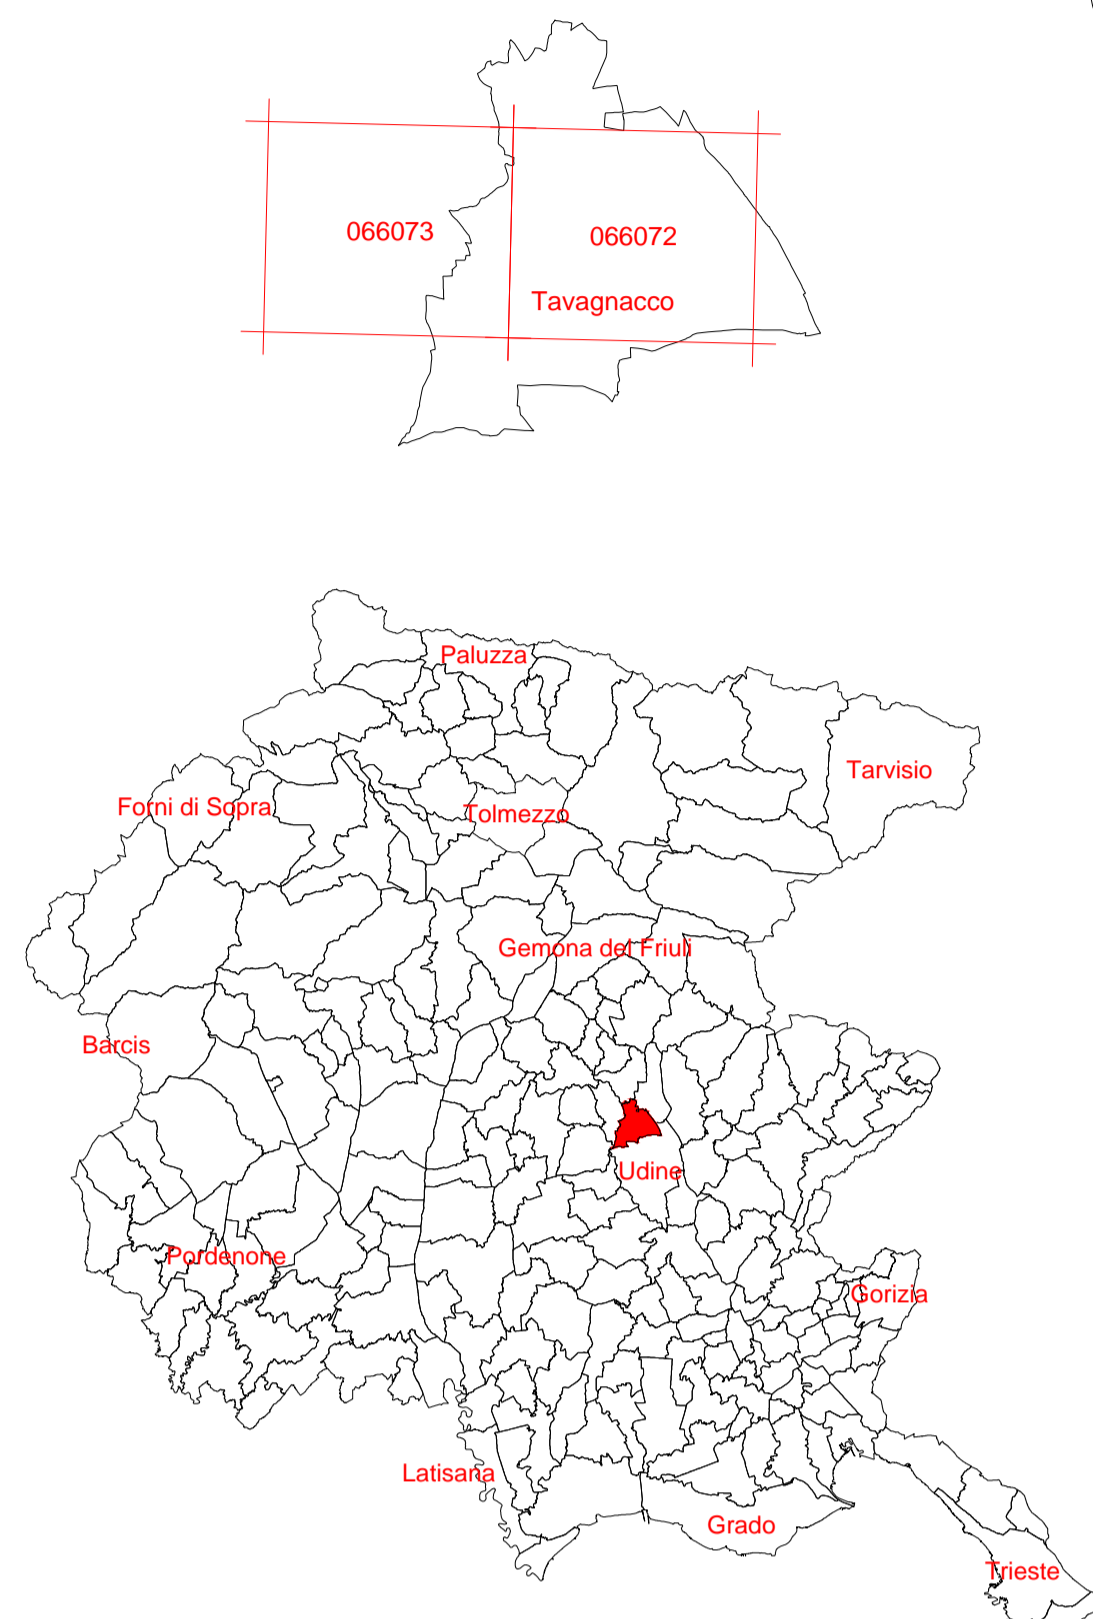 066073
066072
Tavagnacco
Paluzza
Tarvisio
Forni di Sopra
Tolmezzo
Gemona del Friuli
Barcis
Udine
Pordenone
Gorizia
Latisana
Grado
Trieste